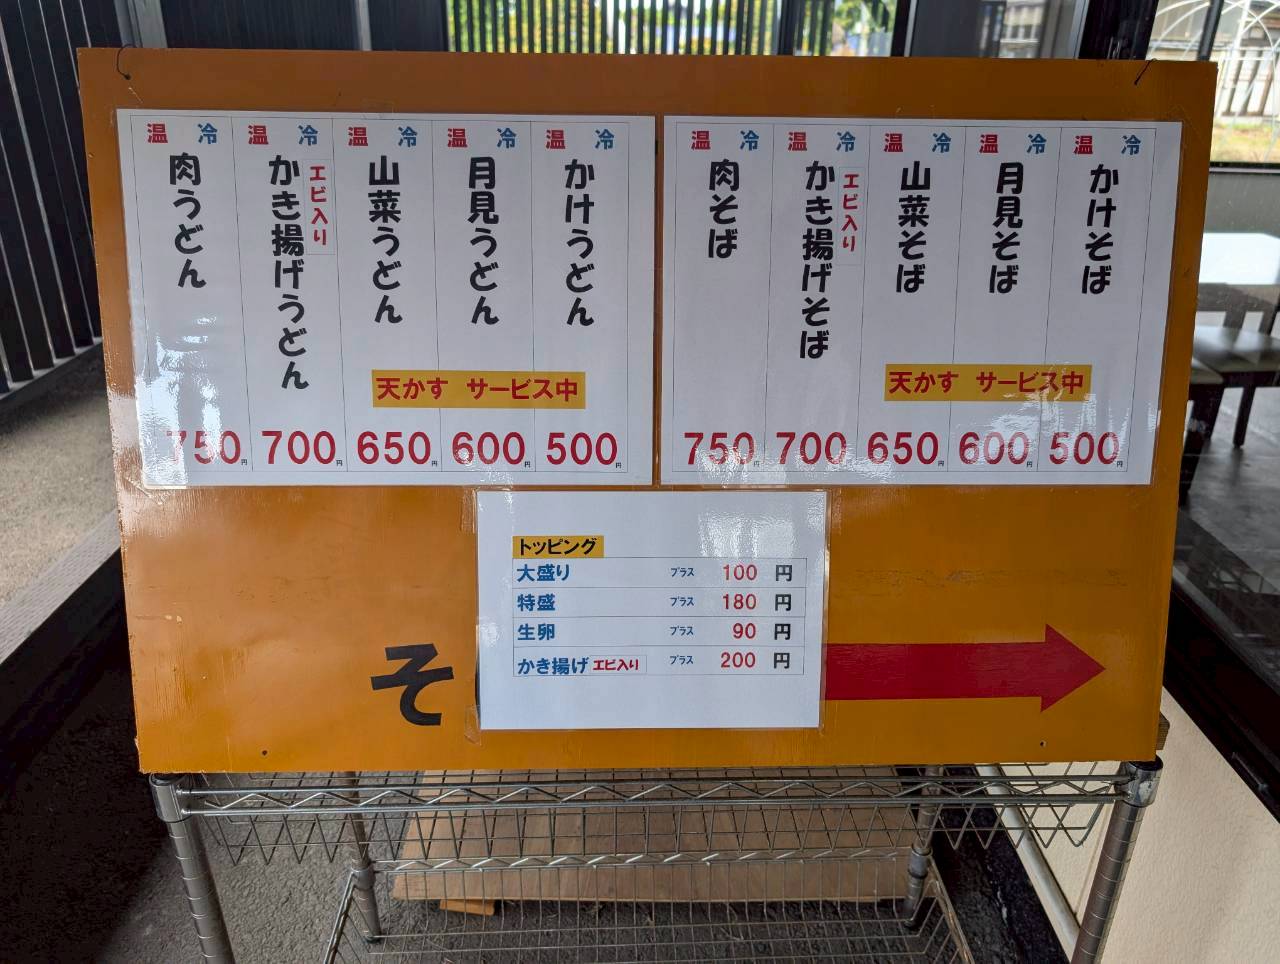 温 冷
かけそば
500円
温 冷
月見そば
600円
温 冷
山菜そば
650円
温 冷
かき揚げそば
エビ入り
700円
温 冷
肉そば
750円
天かす サービス中
温 冷
かけうどん
500円
温 冷
月見うどん
600円
温 冷
山菜うどん
650円
温 冷
かき揚げうどん
エビ入り
700円
温 冷
肉うどん
750円
天かす サービス中
トッピング
大盛り プラス 100 円
特盛 プラス 180 円
生卵 プラス 90 円
かき揚げ エビ入り プラス 200 円
そ